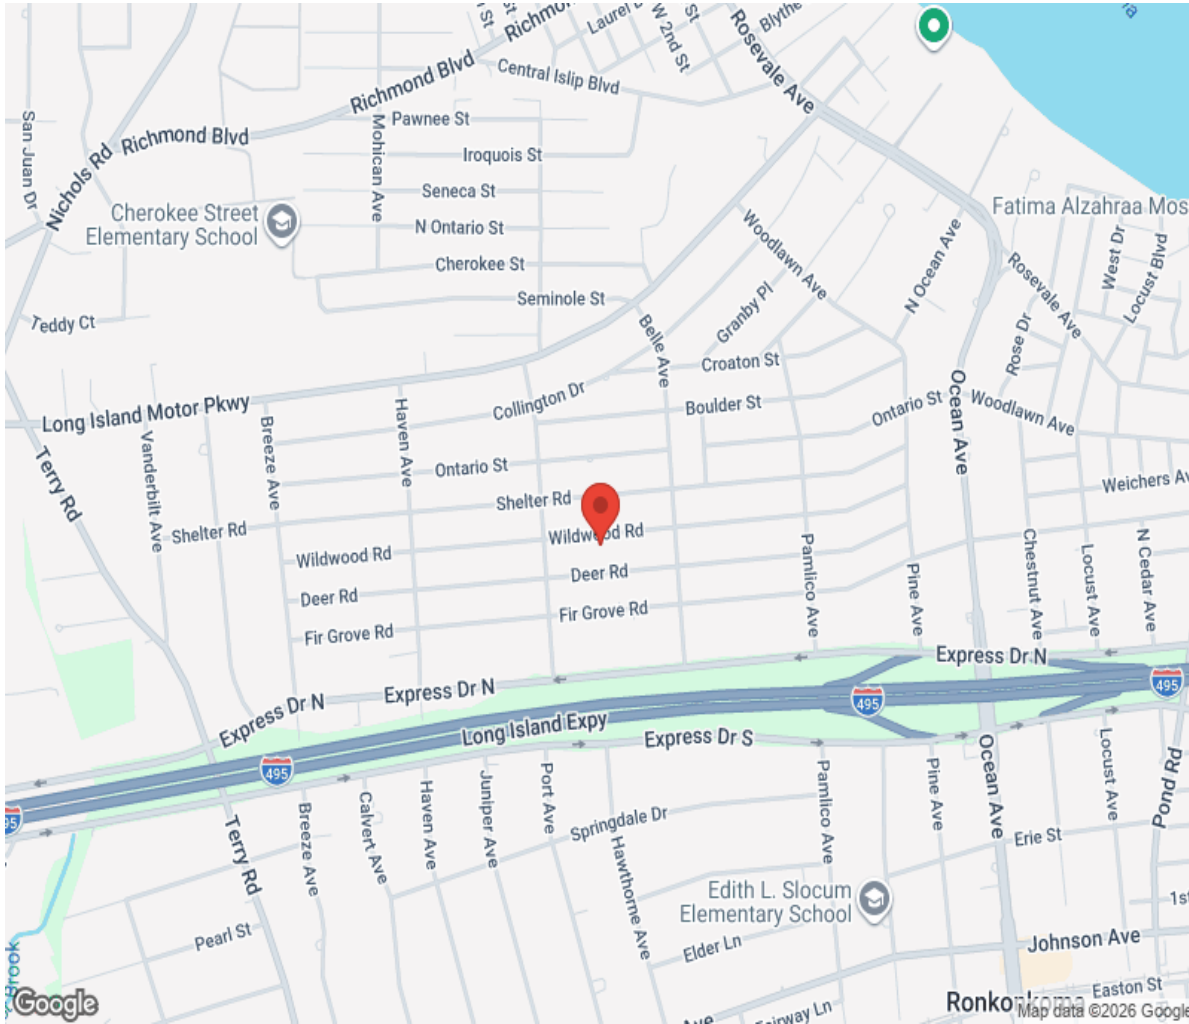 San Juan Dr
Nichols Rd
Richmond Blvd
Richmond Blvd
Richmon
Laurel
W 2nd St
St
St
Rosevale Ave
Blythe
Central Islip Blvd
Pawnee St
Mohican Ave
Iroquois St
Seneca St
Cherokee Street
Elementary School
N Ontario St
Cherokee St
Seminole St
Teddy Ct
Belle Ave
Granby Pl
Woodlawn Ave
N Ocean Ave
Fatima Alzahraa Mos
West Dr
Locust Blvd
Rosevale Ave
Rose Dr
Croaton St
Collington Dr
Boulder St
Ontario St
Ocean Ave
Woodlawn Ave
Long Island Motor Pkwy
Terry Rd
Vanderbilt Ave
Breeze Ave
Haven Ave
Ontario St
Shelter Rd
Shelter Rd
Weichers Av
Wildwood Rd
Wildwood Rd
Deer Rd
Deer Rd
Fir Grove Rd
Fir Grove Rd
Pamlico Ave
Pine Ave
Chestnut Ave
Locust Ave
N Cedar Ave
Express Dr N
Express Dr N
Express Dr N
495
495
495
95
Long Island Expy
Express Dr S
Terry Rd
Breeze Ave
Calvert Ave
Haven Ave
Juniper Ave
Port Ave
Springdale Dr
Hawthorne Ave
Pamlico Ave
Pine Ave
Ocean Ave
Locust Ave
Pond Rd
Erie St
Edith L. Slocum
Elementary School
1st
Pearl St
Elder Ln
Johnson Ave
Easton St
Ronkonkoma
Fairway Ln
Ave
Brook
Google
Map data ©2026 Google